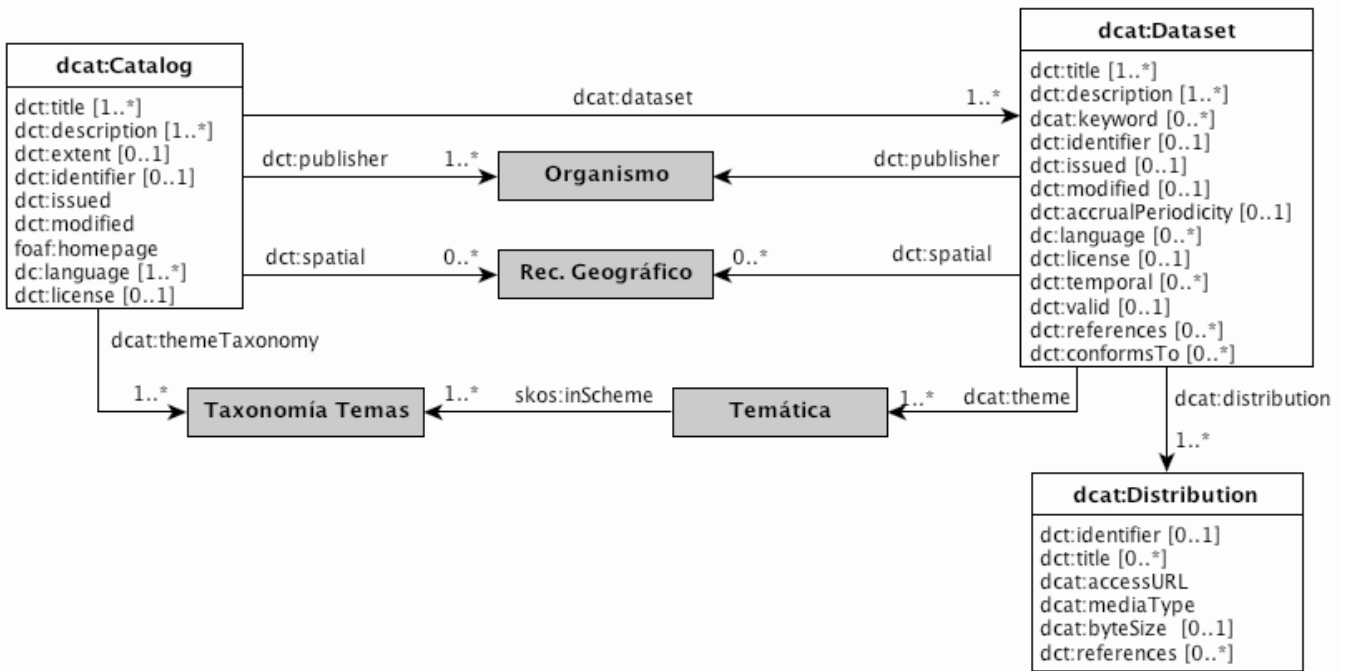 dcat:Catalog
dct:title [1..*]
dct:description [1..*]
dct:extent [0..1]
dct:identifier [0..1]
dct:issued
dct:modified
foaf:homepage
dc:language [1..*]
dct:license [0..1]
dcat:dataset 1..*
dct:publisher 1..*
Organismo
dct:publisher
dct:spatial 0..*
Rec. Geográfico
0..* dct:spatial
dcat:Dataset
dct:title [1..*]
dct:description [1..*]
dcat:keyword [0..*]
dct:identifier [0..1]
dct:issued [0..1]
dct:modified [0..1]
dct:accrualPeriodicity [0..1]
dc:language [0..*]
dct:license [0..1]
dct:temporal [0..*]
dct:valid [0..1]
dct:references [0..*]
dct:conformsTo [0..*]
dcat:themeTaxonomy
1..*
Taxonomía Temas
1..* skos:inScheme
Temática
1..* dcat:theme
dcat:distribution
1..*
dcat:Distribution
dct:identifier [0..1]
dct:title [0..*]
dcat:accessURL
dcat:mediaType
dcat:byteSize [0..1]
dct:references [0..*]